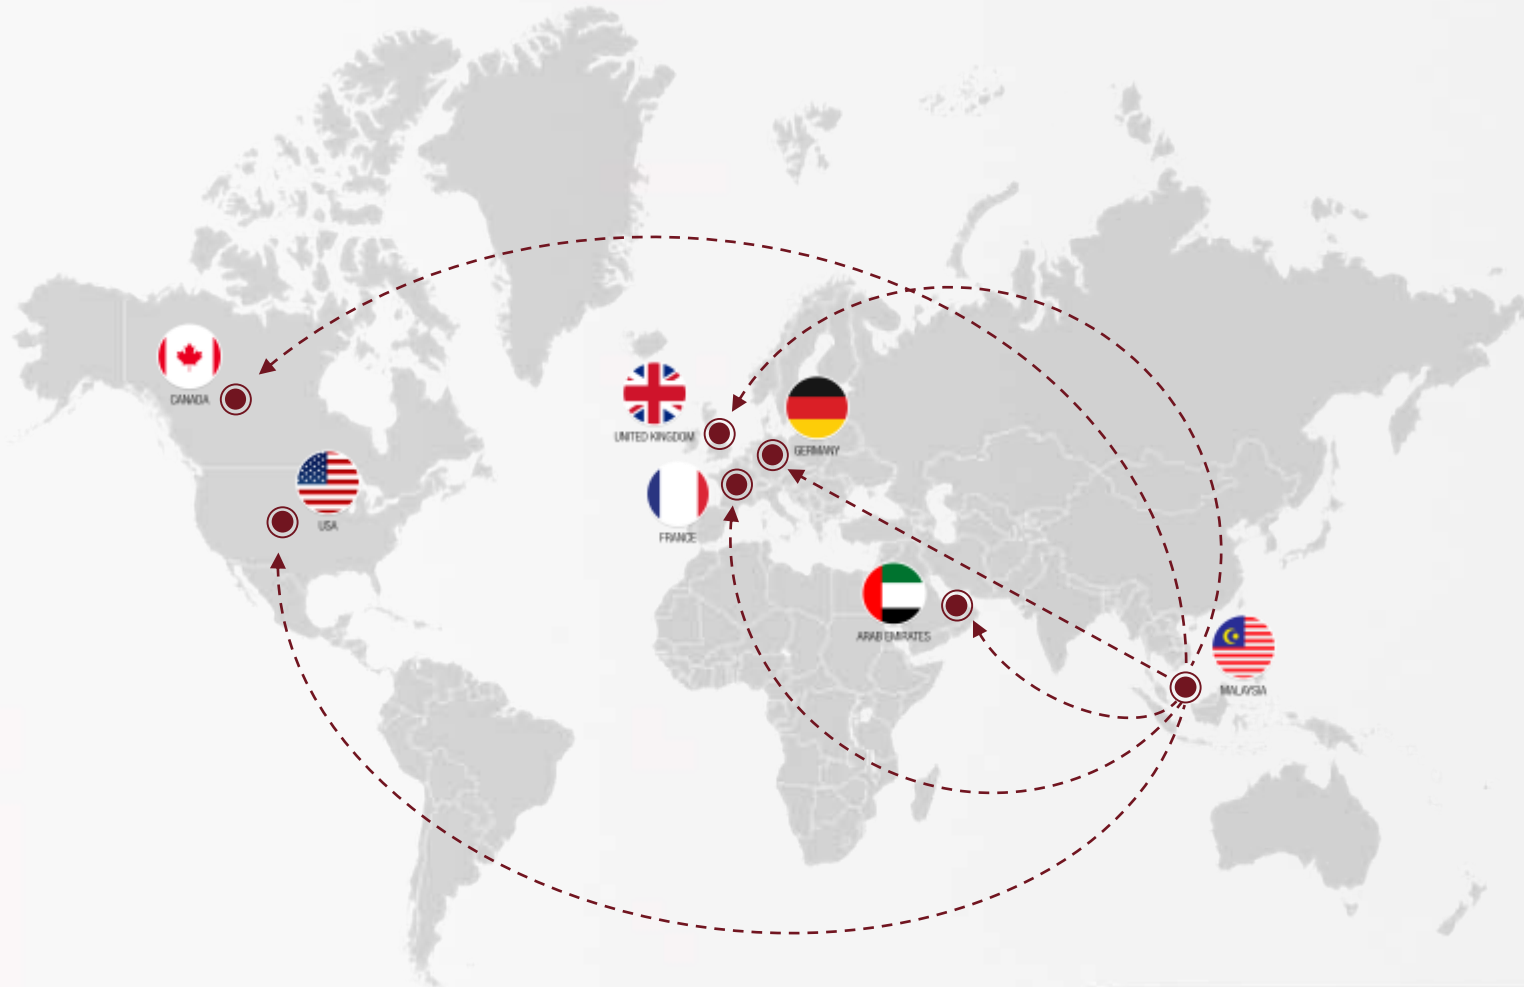 CANADA
UNITED KINGDOM
GERMANY
USA
FRANCE
ARAB EMIRATES
MALAYSIA